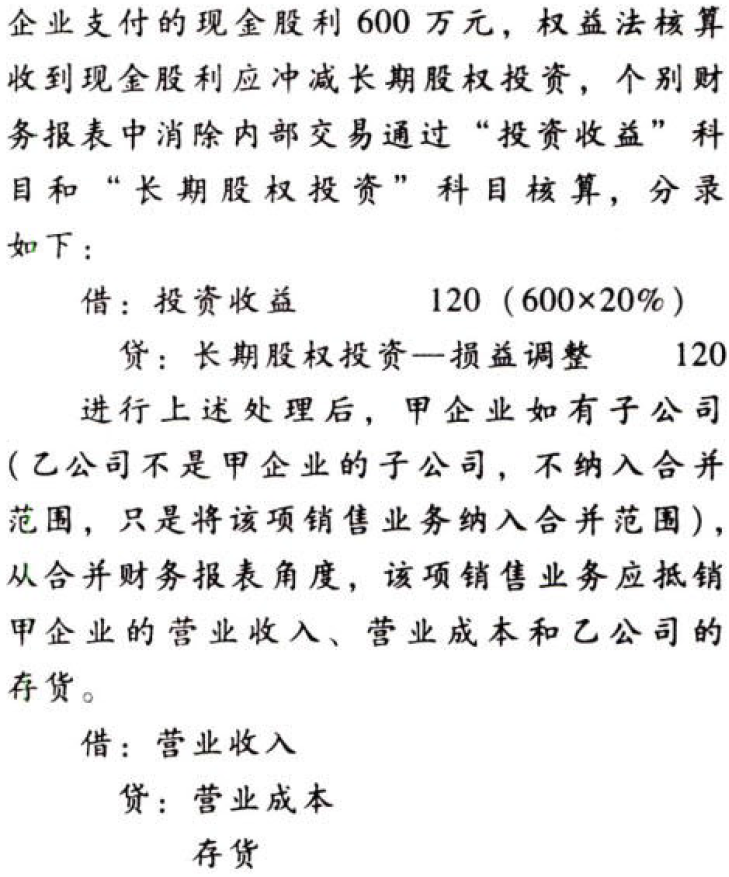 企业支付的现金股利 600 万元，权益法核算
收到现金股利应冲减长期股权投资，个别财
务报表中消除内部交易通过“投资收益”科
目和“长期股权投资”科目核算，分录
如下：
借：投资收益 120（600×20%）
贷：长期股权投资—损益调整 120
进行上述处理后，甲企业如有子公司
（乙公司不是甲企业的子公司，不纳入合并
范围，只是将该项销售业务纳入合并范围），
从合并财务报表角度，该项销售业务应抵销
甲企业的营业收入、营业成本和乙公司的
存货。
借：营业收入
贷：营业成本
存货